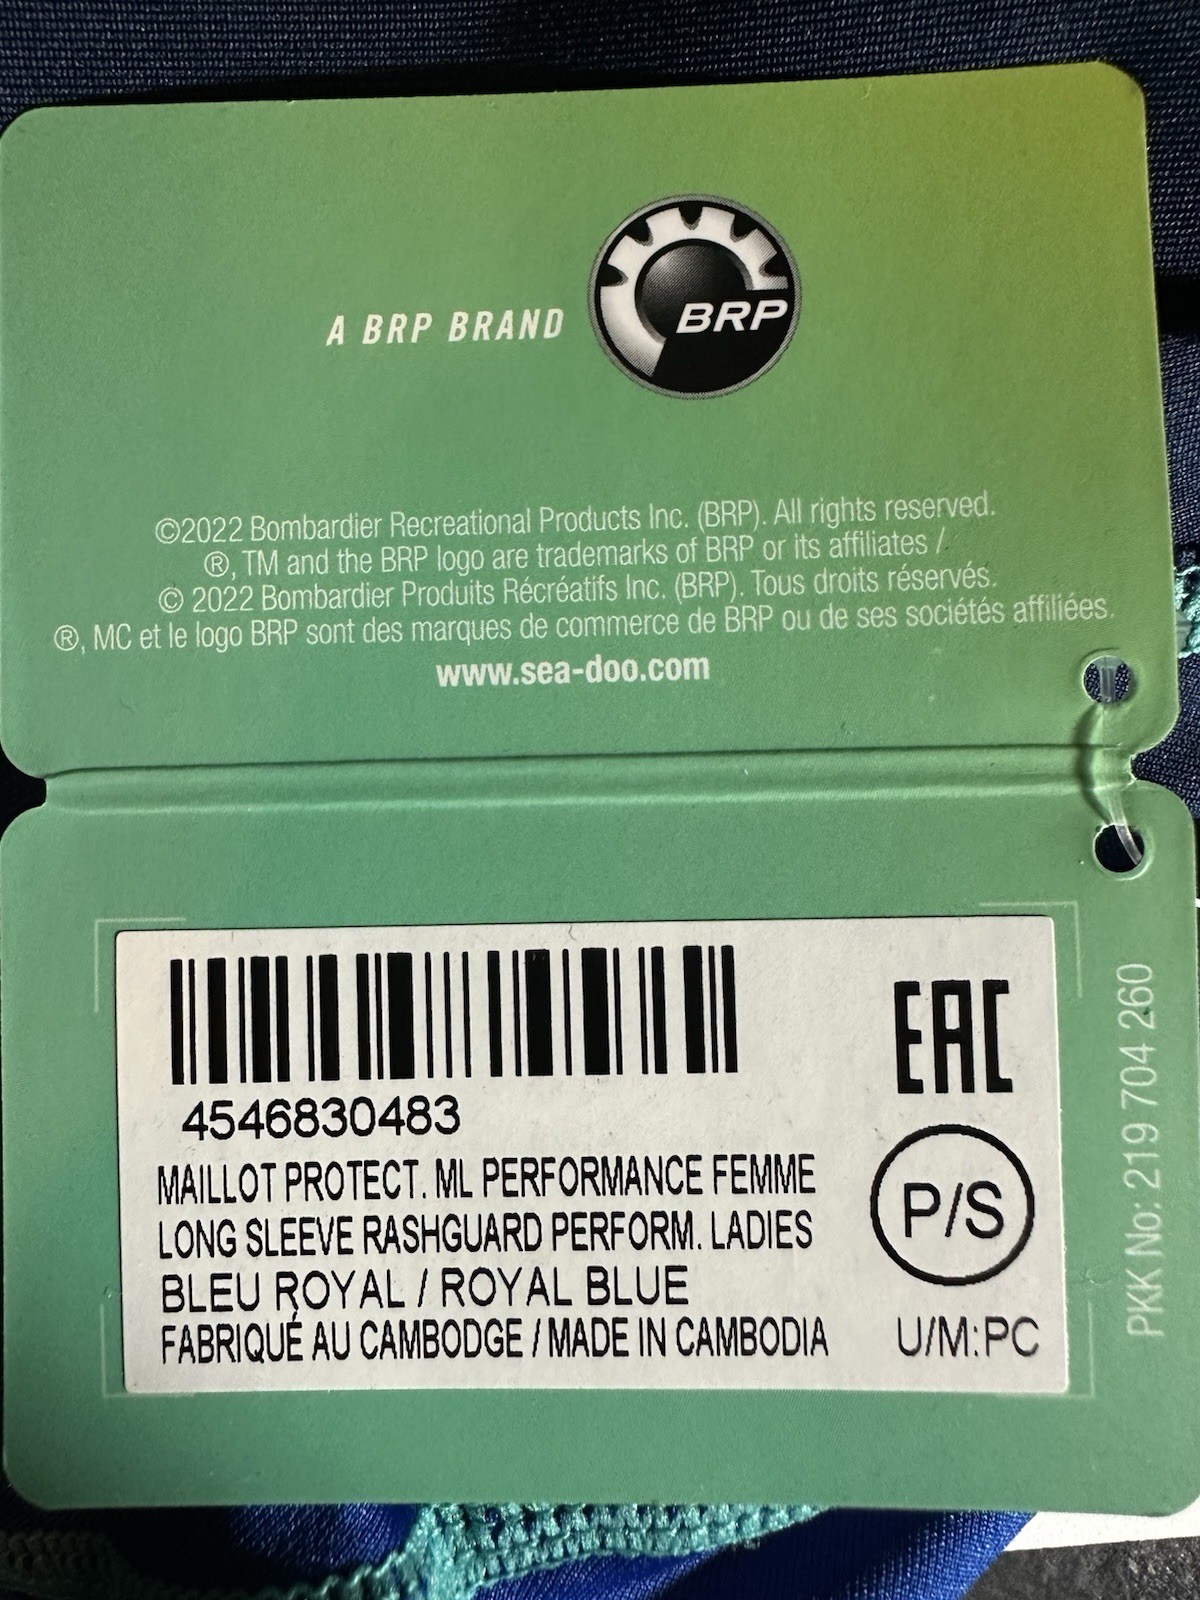 A BRP BRAND
BRP
©2022 Bombardier Recreational Products Inc. (BRP). All rights reserved.
®, TM and the BRP logo are trademarks of BRP or its affiliates /
© 2022 Bombardier Produits Récréatifs Inc. (BRP). Tous droits réservés.
®, MC et le logo BRP sont des marques de commerce de BRP ou de ses sociétés affiliées.
www.sea-doo.com
EAC
4546830483
MAILLOT PROTECT. ML PERFORMANCE FEMME
LONG SLEEVE RASHGUARD PERFORM. LADIES
BLEU ROYAL / ROYAL BLUE
FABRIQUÉ AU CAMBODGE / MADE IN CAMBODIA
P/S
U/M:PC
PKK No: 219 704 260